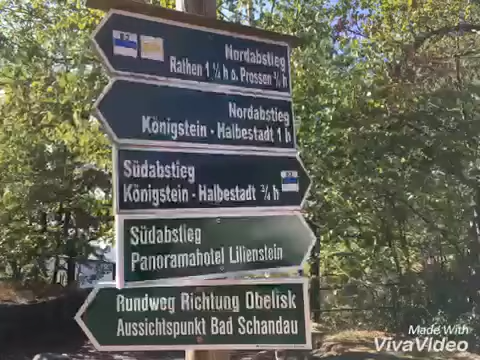 Nordabstieg
Rathen 1 ¼ h o. Prossen ¾ h
Nordabstieg
Königstein - Halbestadt 1 h
Südabstieg
Königstein - Halbestadt ¾ h
Südabstieg
Panoramahotel Lilienstein
Rundweg Richtung Obelisk
Aussichtspunkt Bad Schandau
Made With
VivaVideo